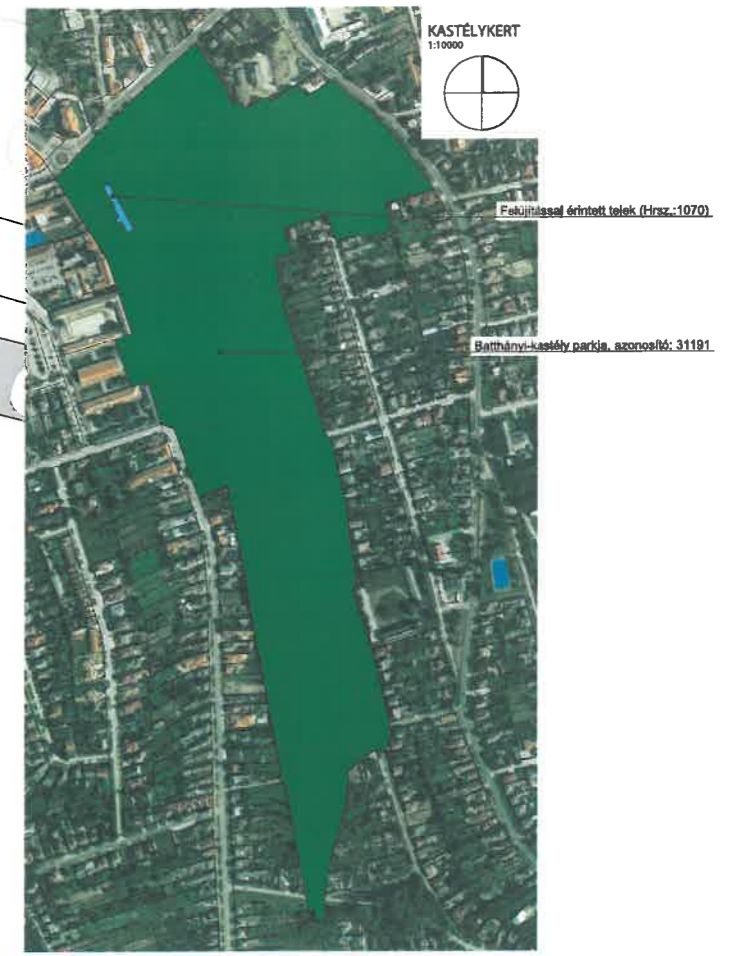 KASTÉLYKERT
1:10000
Felújítással érintett telek (Hrsz.:1070)
Batthányi-kastély parkja, azonosító: 31191